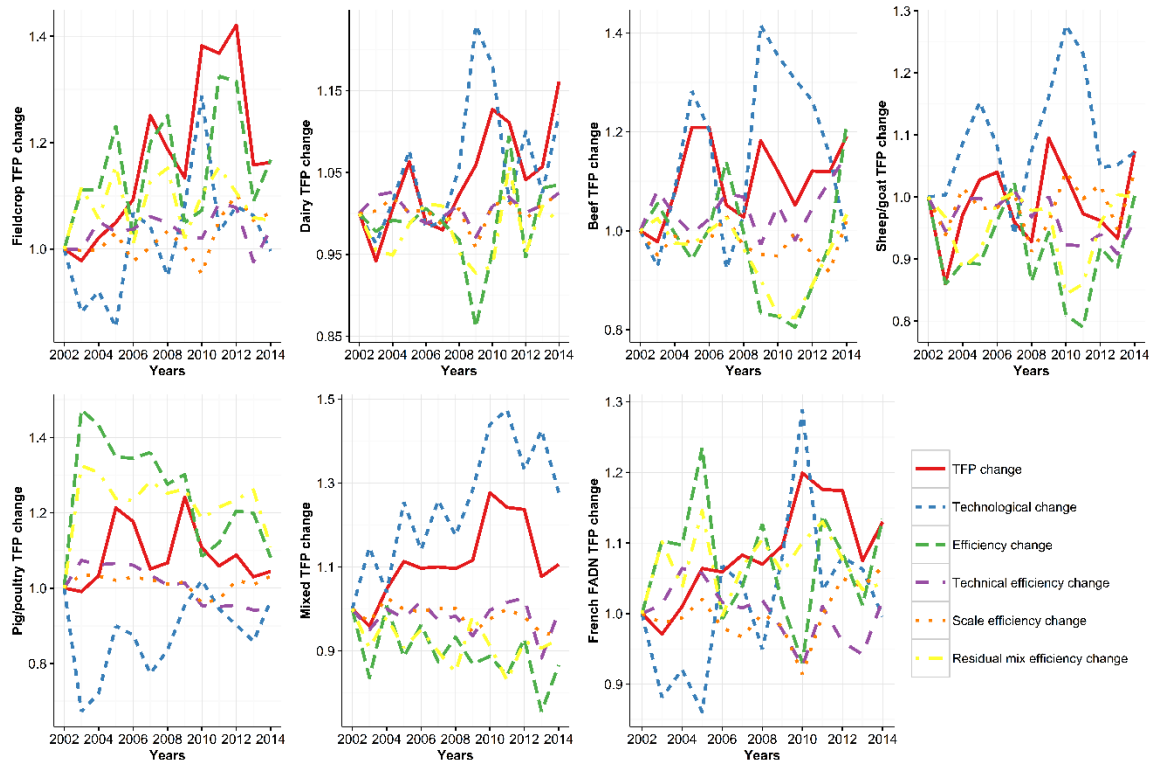 Fieldcrop TFP change
1.4
1.2
1.0
2002 2004 2006 2008 2010 2012 2014
Years
Dairy TFP change
1.15
1.05
0.95
0.85
2002 2004 2006 2008 2010 2012 2014
Years
Beef TFP change
1.4
1.2
1.0
0.8
2002 2004 2006 2008 2010 2012 2014
Years
Sheep/goat TFP change
1.3
1.2
1.1
1.0
0.9
0.8
2002 2004 2006 2008 2010 2012 2014
Years
Pig/poultry TFP change
1.4
1.2
1.0
0.8
2002 2004 2006 2008 2010 2012 2014
Years
Mixed TFP change
1.5
1.3
1.1
0.9
2002 2004 2006 2008 2010 2012 2014
Years
French FADN TFP change
1.3
1.2
1.1
1.0
0.9
2002 2004 2006 2008 2010 2012 2014
Years
TFP change
Technological change
Efficiency change
Technical efficiency change
Scale efficiency change
Residual mix efficiency change